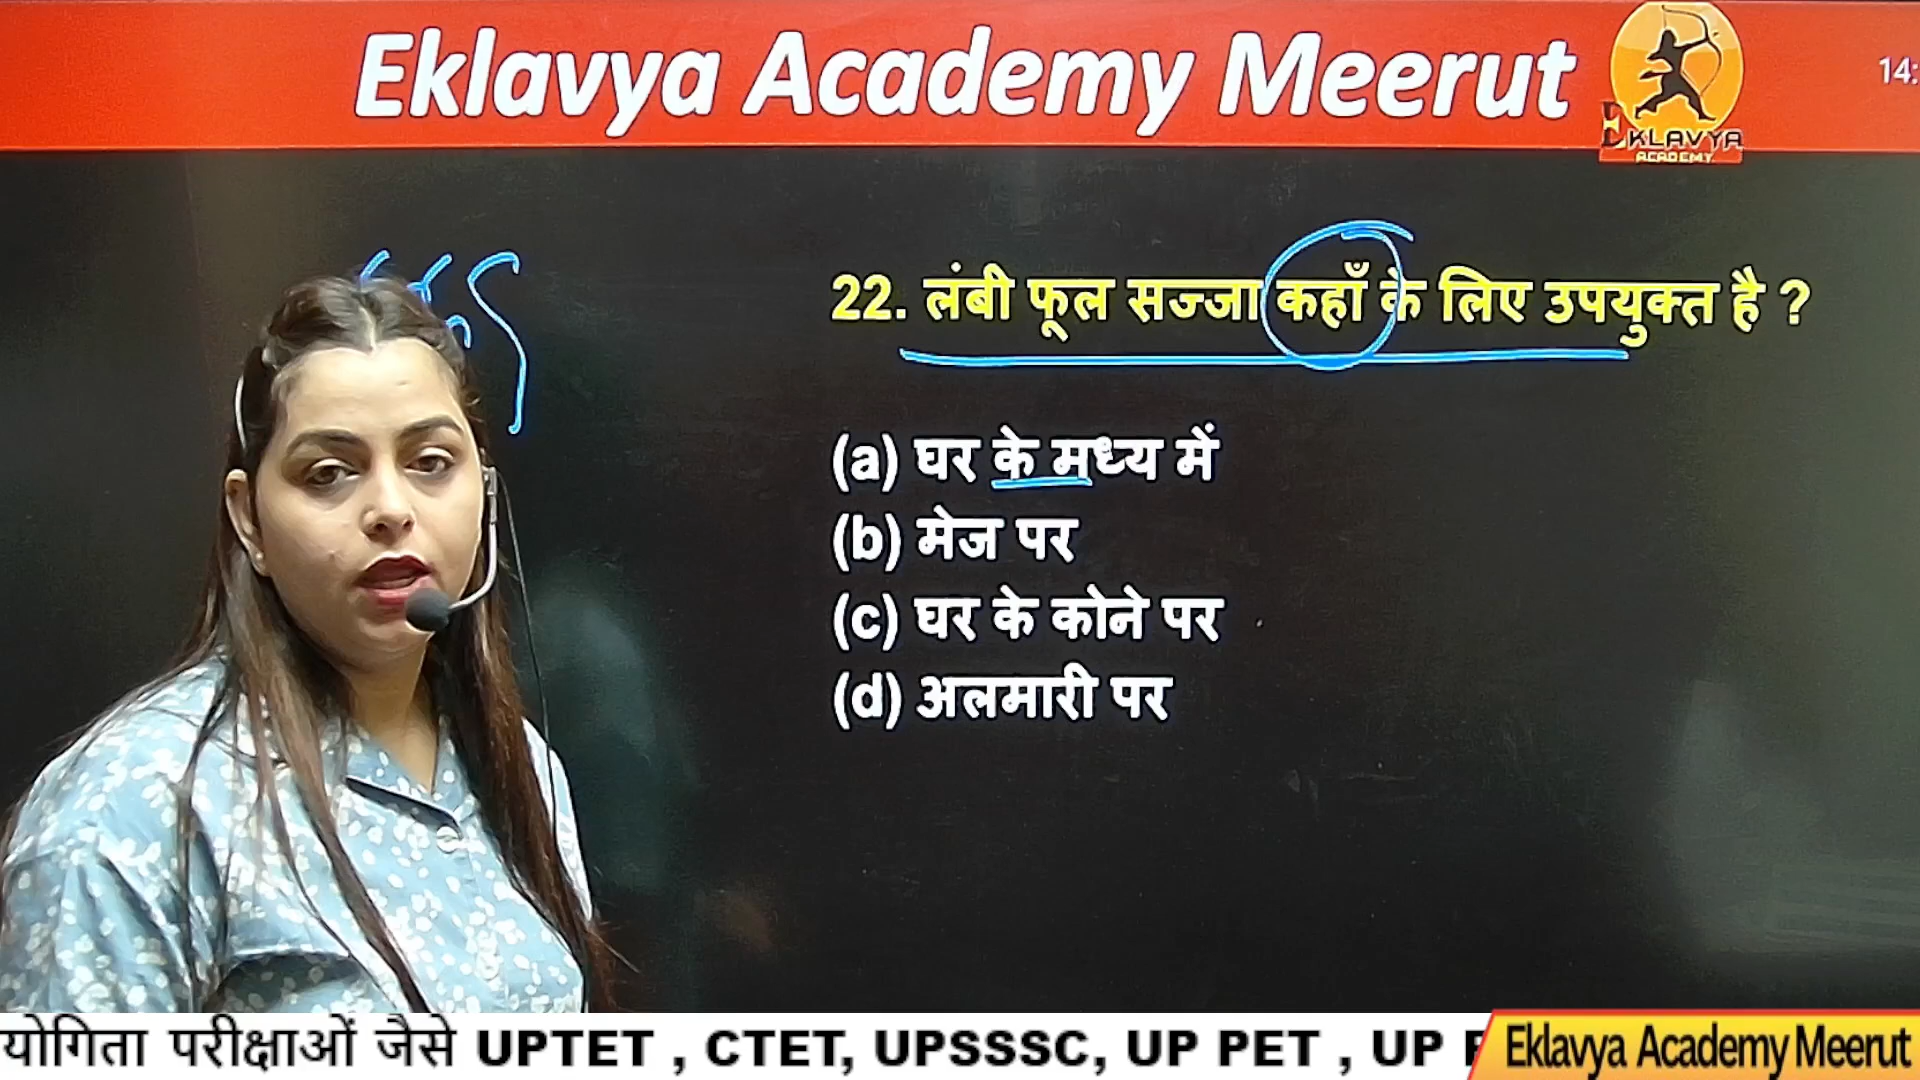 Eklavya Academy Meerut
EKLAVYA
ACADEMY
14:
22. लंबी फूल सज्जा कहाँ के लिए उपयुक्त है ?
(a) घर के मध्य में
(b) मेज पर
(c) घर के कोने पर
(d) अलमारी पर
योगिता परीक्षाओं जैसे UPTET , CTET, UPSSSC, UP PET , UP
Eklavya Academy Meerut